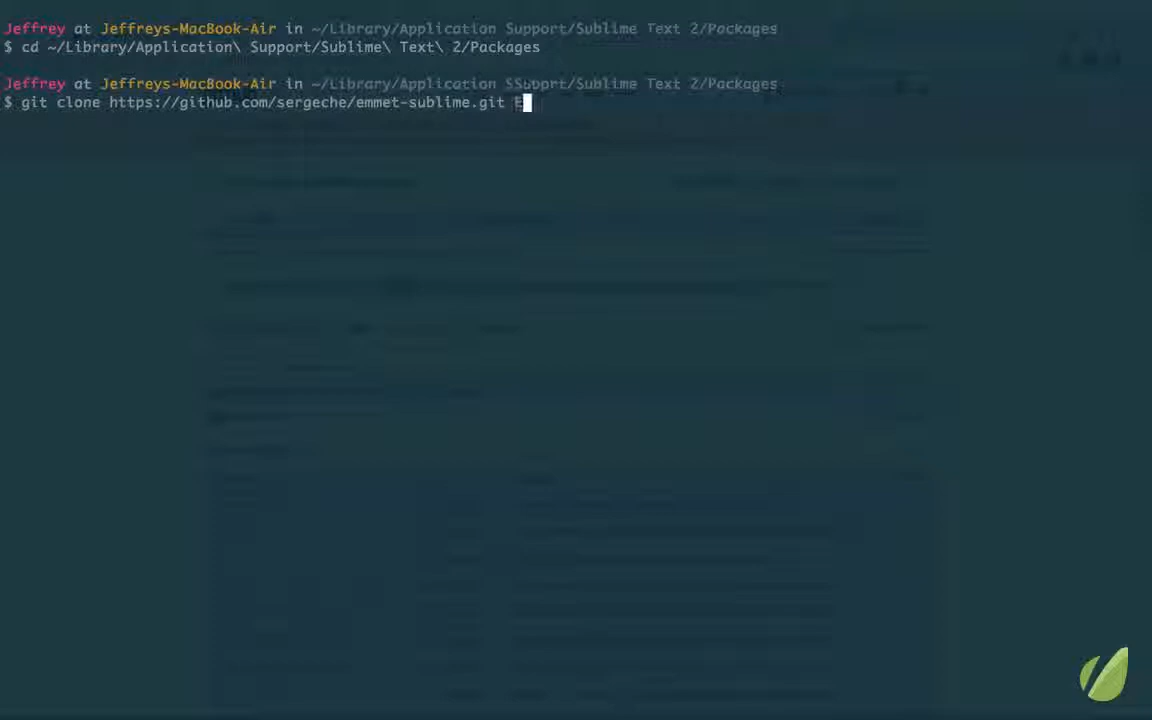 Jeffrey at Jeffreys-MacBook-Air in ~/Library/Application Support/Sublime Text 2/Packages
$ cd ~/Library/Application\ Support/Sublime\ Text\ 2/Packages
Jeffrey at Jeffreys-MacBook-Air in ~/Library/Application SSupport/Sublime Text 2/Packages
$ git clone https://github.com/sergeche/emmet-sublime.git E